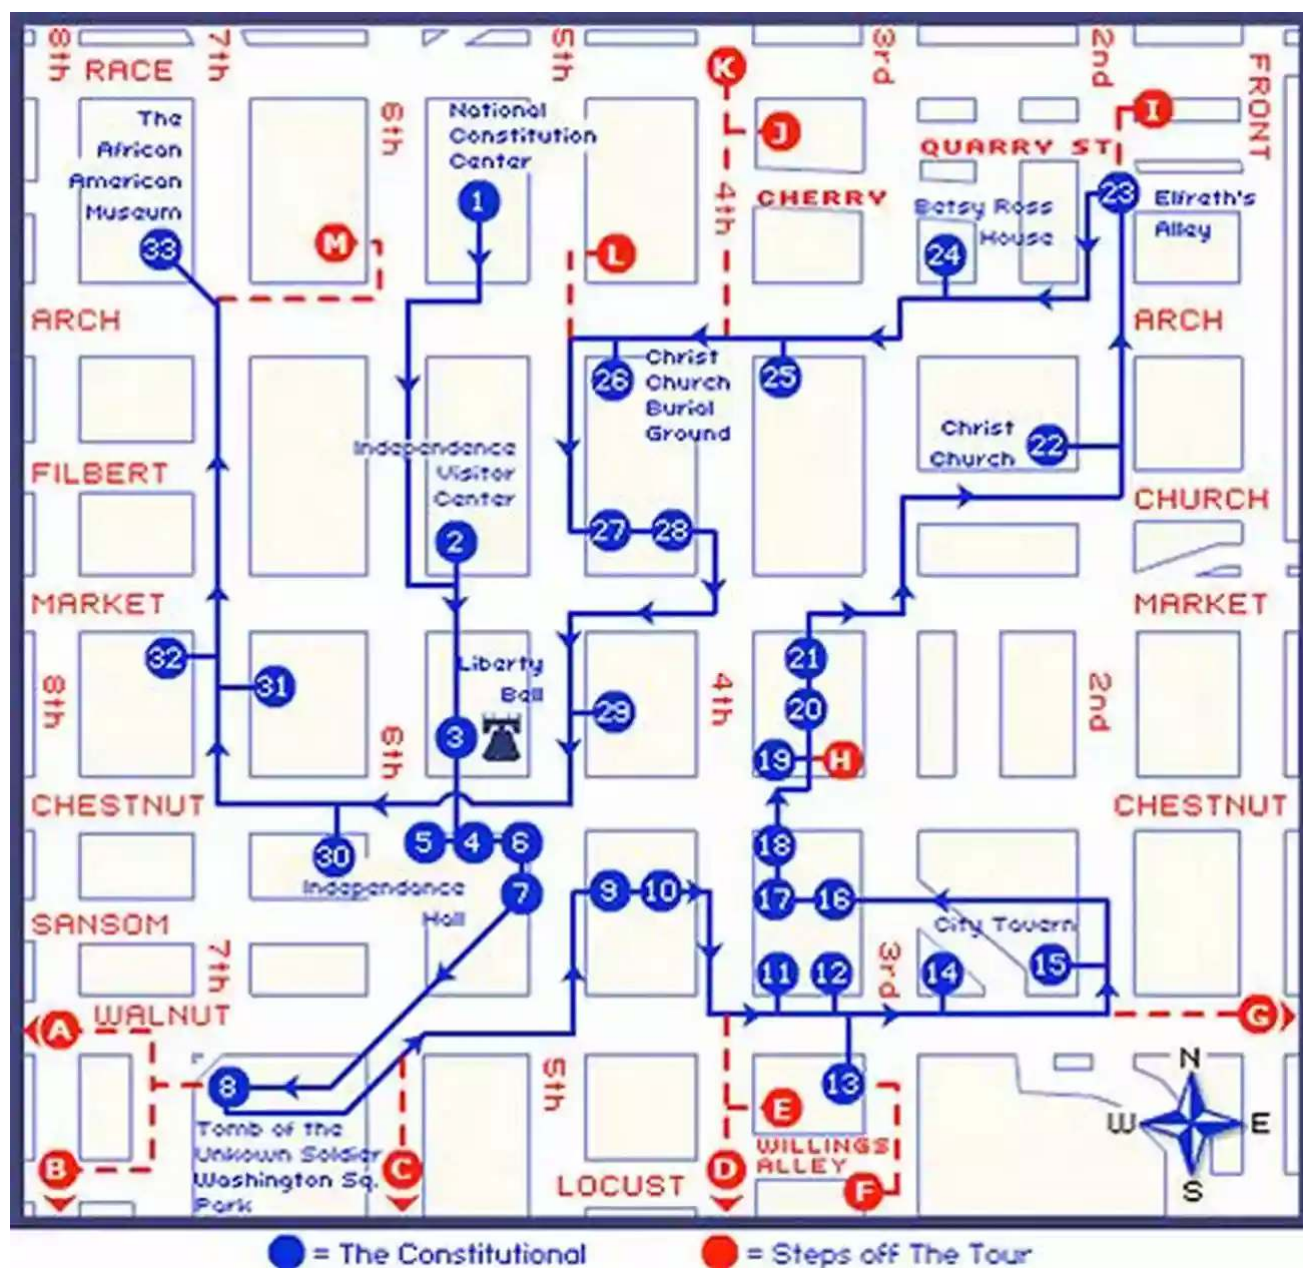 8th
7th
5th
K
3rd
2nd
FRONT
RACE
The
African
American
Museum
6th
National
Constitution
Center
J
I
QUARRY ST
CHERRY
4th
1
23
Elfreth's
Alley
Betsy Ross
House
33
M
L
24
ARCH
ARCH
26
Christ
Church
Burial
Ground
25
Independence
Visitor
Center
Christ
Church
22
FILBERT
CHURCH
2
27
28
MARKET
MARKET
32
31
Liberty
Bell
21
8th
3
29
4th
20
2nd
6th
19
H
CHESTNUT
CHESTNUT
30
5
4
6
18
Independance
Hall
7
9
10
17
16
SANSOM
City Tavern
7th
11
12
3rd
14
15
A
WALNUT
G
8
5th
13
N
E
W
E
S
Tomb of the
Unkown Soldier
Washington Sq.
Park
B
C
LOCUST
D
WILLINGS
ALLEY
F
= The Constitutional
= Steps off The Tour